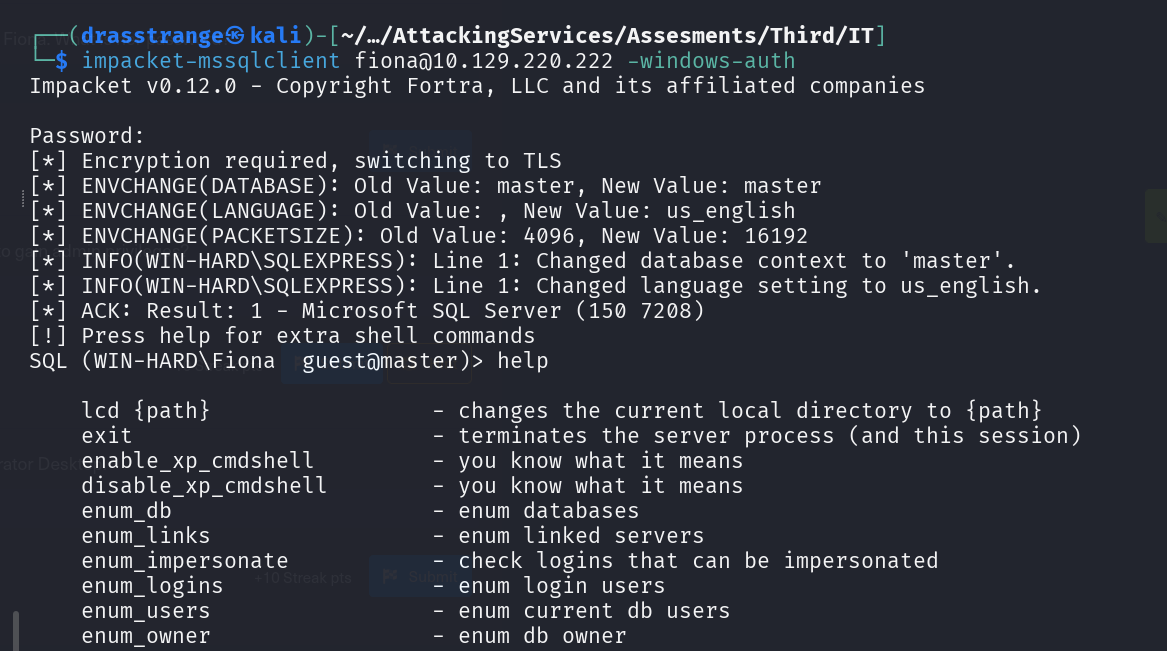 ┌──(drasstrange㉿kali)-[~/…/AttackingServices/Assesments/Third/IT]
└─$ impacket-mssqlclient fiona@10.129.220.222 -windows-auth
Impacket v0.12.0 - Copyright Fortra, LLC and its affiliated companies

Password:
[*] Encryption required, switching to TLS
[*] ENVCHANGE(DATABASE): Old Value: master, New Value: master
[*] ENVCHANGE(LANGUAGE): Old Value: , New Value: us_english
[*] ENVCHANGE(PACKETSIZE): Old Value: 4096, New Value: 16192
[*] INFO(WIN-HARD\SQLEXPRESS): Line 1: Changed database context to 'master'.
[*] INFO(WIN-HARD\SQLEXPRESS): Line 1: Changed language setting to us_english.
[*] ACK: Result: 1 - Microsoft SQL Server (150 7208)
[!] Press help for extra shell commands
SQL (WIN-HARD\Fiona  guest@master)> help

    lcd {path}                 - changes the current local directory to {path}
    exit                       - terminates the server process (and this session)
    enable_xp_cmdshell         - you know what it means
    disable_xp_cmdshell        - you know what it means
    enum_db                    - enum databases
    enum_links                 - enum linked servers
    enum_impersonate           - check logins that can be impersonated
    +10 Streak pts Submit
    enum_logins                - enum login users
    enum_users                 - enum current db users
    enum_owner                 - enum db owner